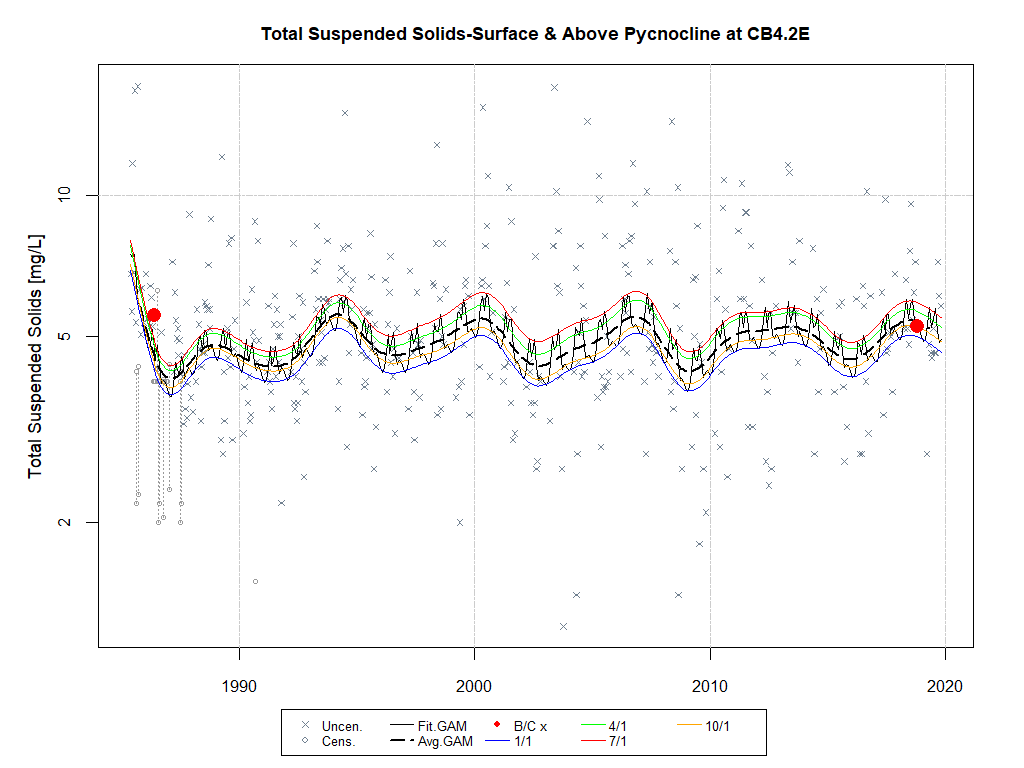 Total Suspended Solids-Surface & Above Pycnocline at CB4.2E
Total Suspended Solids [mg/L]
10
5
2
1990 2000 2010 2020
Uncen. Fit.GAM B/C x 4/1 10/1
Cens. Avg.GAM 1/1 7/1